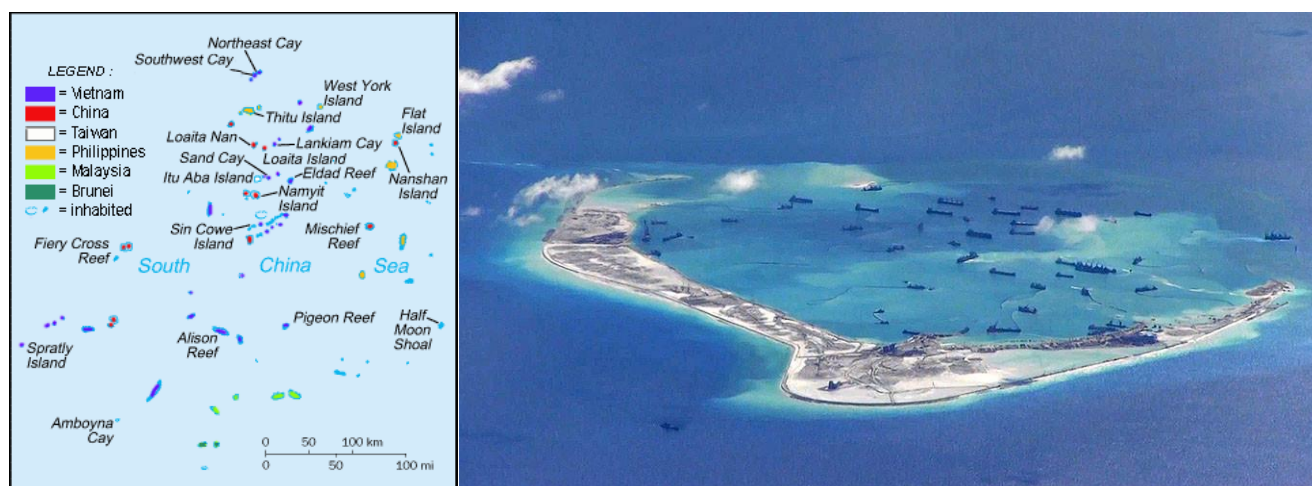 Northeast Cay
Southwest Cay
LEGEND :
= Vietnam
= China
= Taiwan
= Philippines
= Malaysia
= Brunei
= inhabited
West York
Island
Thitu Island
Flat
Island
Loaita Nan
Lankiam Cay
Sand Cay
Loaita Island
Itu Aba Island
Eldad Reef
Nanshan
Island
Namyit
Island
Sin Cowe
Island
Mischief
Reef
Fiery Cross
Reef
South China Sea
Pigeon Reef
Half
Moon
Shoal
Spratly
Island
Alison
Reef
Amboyna
Cay
0 50 100 km
0 50 100 mi